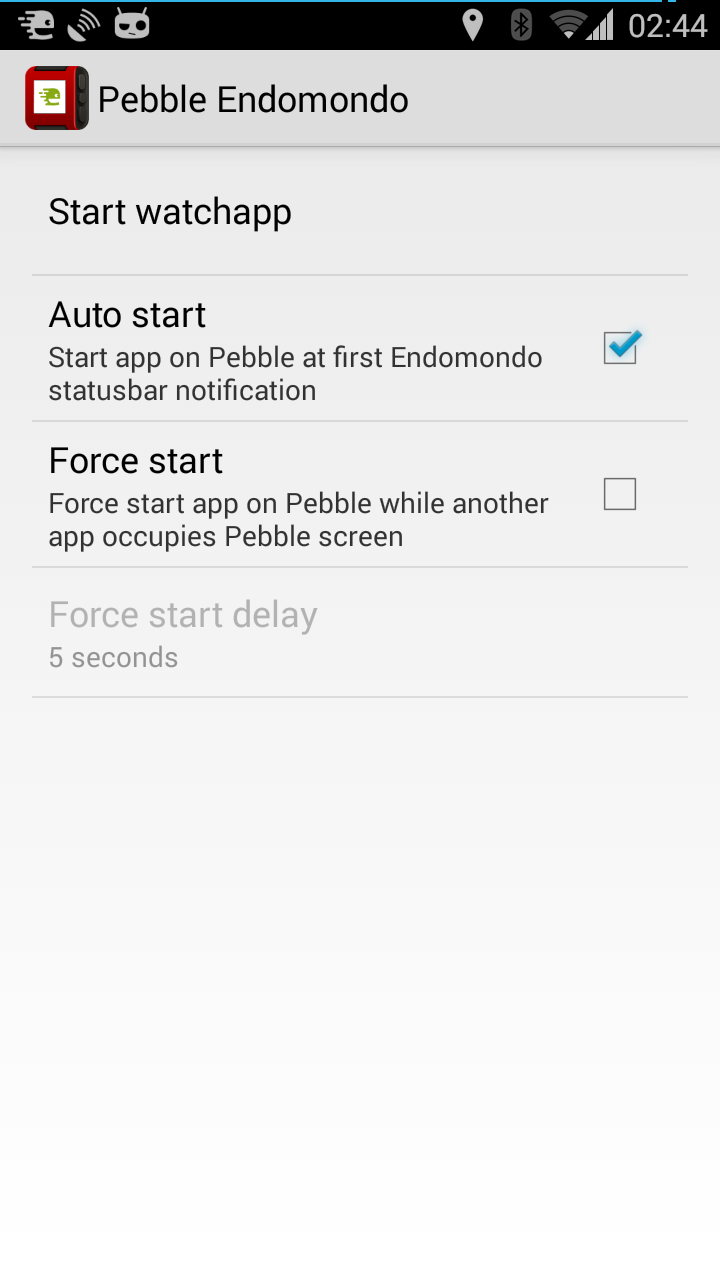 02:44
Pebble Endomondo
Start watchapp
Auto start
Start app on Pebble at first Endomondo
statusbar notification
Force start
Force start app on Pebble while another
app occupies Pebble screen
Force start delay
5 seconds